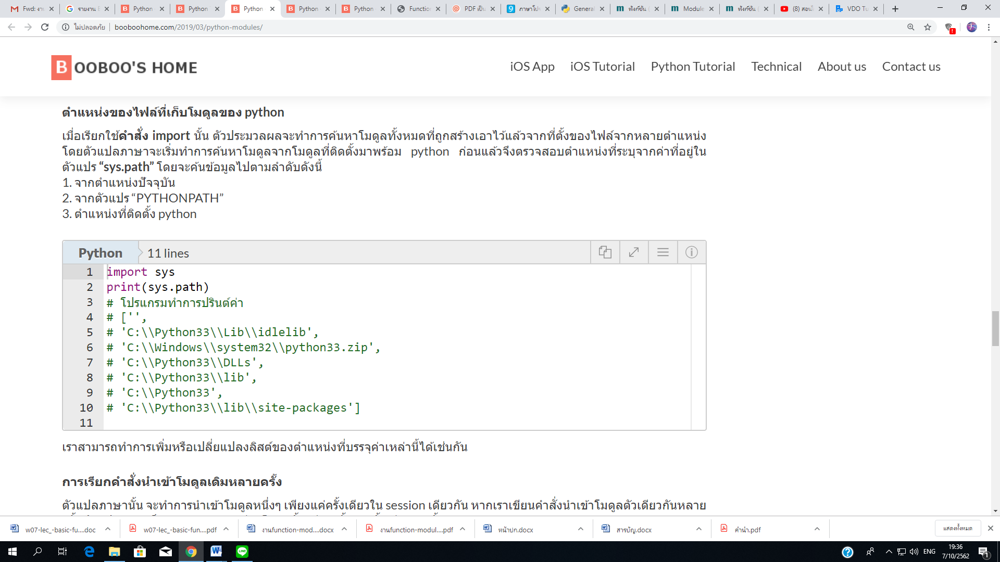 Fwd: งา
รายงาน E
Python
Python
Python
Python
Python
Function
PDF เป็น
ภาษาโปร
General
ฟังก์ชัน (
Module
ฟังก์ชัน (
(8) สอนใ
VDO Tu
ไม่ปลอดภัย
booboohome.com/2019/03/python-modules/
BOOBOO'S HOME
iOS App iOS Tutorial Python Tutorial Technical About us Contact us
ตำแหน่งของไฟล์ที่เก็บโมดูลของ python
เมื่อเรียกใช้คำสั่ง import นั้น ตัวประมวลผลจะทำการค้นหาโมดูลทั้งหมดที่ถูกสร้างเอาไว้แล้วจากที่ตั้งของไฟล์จากหลายตำแหน่ง
โดยตัวแปลภาษาจะเริ่มทำการค้นหาโมดูลจากโมดูลที่ติดตั้งมาพร้อม python ก่อนแล้วจึงตรวจสอบตำแหน่งที่ระบุจากค่าที่อยู่ใน
ตัวแปร “sys.path” โดยจะค้นข้อมูลไปตามลำดับดังนี้
1. จากตำแหน่งปัจจุบัน
2. จากตัวแปร “PYTHONPATH”
3. ตำแหน่งที่ติดตั้ง python
Python 11 lines
1 import sys
2 print(sys.path)
3 # โปรแกรมทำการปรินต์ค่า
4 # ['',
5 # 'C:\\Python33\\Lib\\idlelib',
6 # 'C:\\Windows\\system32\\python33.zip',
7 # 'C:\\Python33\\DLLs',
8 # 'C:\\Python33\\lib',
9 # 'C:\\Python33',
10 # 'C:\\Python33\\lib\\site-packages']
11
เราสามารถทำการเพิ่มหรือเปลี่ยแปลงลิสต์ของตำแหน่งที่บรรจุค่าเหล่านี้ได้เช่นกัน
การเรียกคำสั่งนำเข้าโมดูลเดิมหลายครั้ง
ตัวแปลภาษานั้น จะทำการนำเข้าโมดูลหนึ่งๆ เพียงแค่ครั้งเดียวใน session เดียวกัน หากเราเขียนคำสั่งนำเข้าโมดูลตัวเดียวกันหลาย
w07-lec_-basic-fu....doc
w07-lec_-basic-fun....pdf
งานfunction-mod....docx
งานfunction-modul....pdf
หน้าปก.docx
สารบัญ.docx
คำนำ.pdf
แสดงทั้งหมด
ENG
19:36
7/10/2562
1